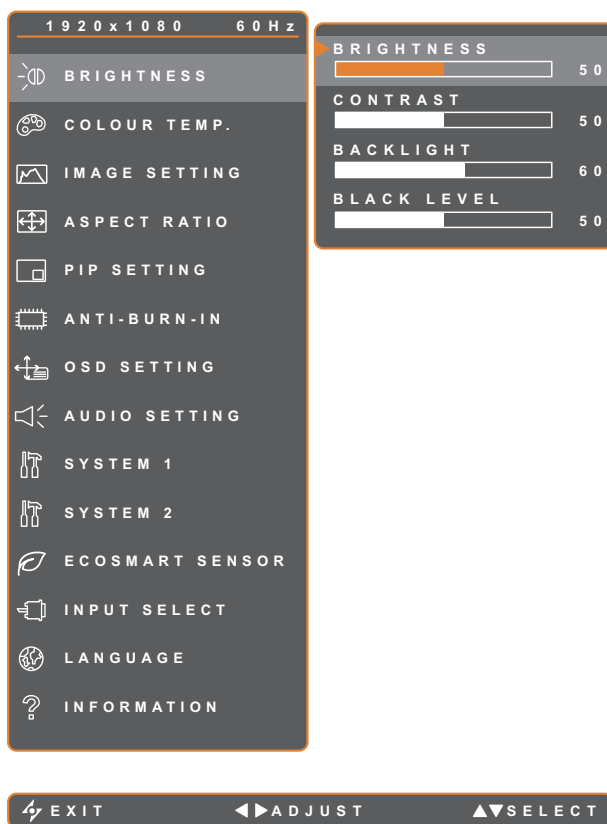 1920x1080 60Hz
BRIGHTNESS
COLOUR TEMP.
IMAGE SETTING
ASPECT RATIO
PIP SETTING
ANTI-BURN-IN
OSD SETTING
AUDIO SETTING
SYSTEM 1
SYSTEM 2
ECOSMART SENSOR
INPUT SELECT
LANGUAGE
INFORMATION
BRIGHTNESS
50
CONTRAST
50
BACKLIGHT
60
BLACK LEVEL
50
EXIT ADJUST SELECT